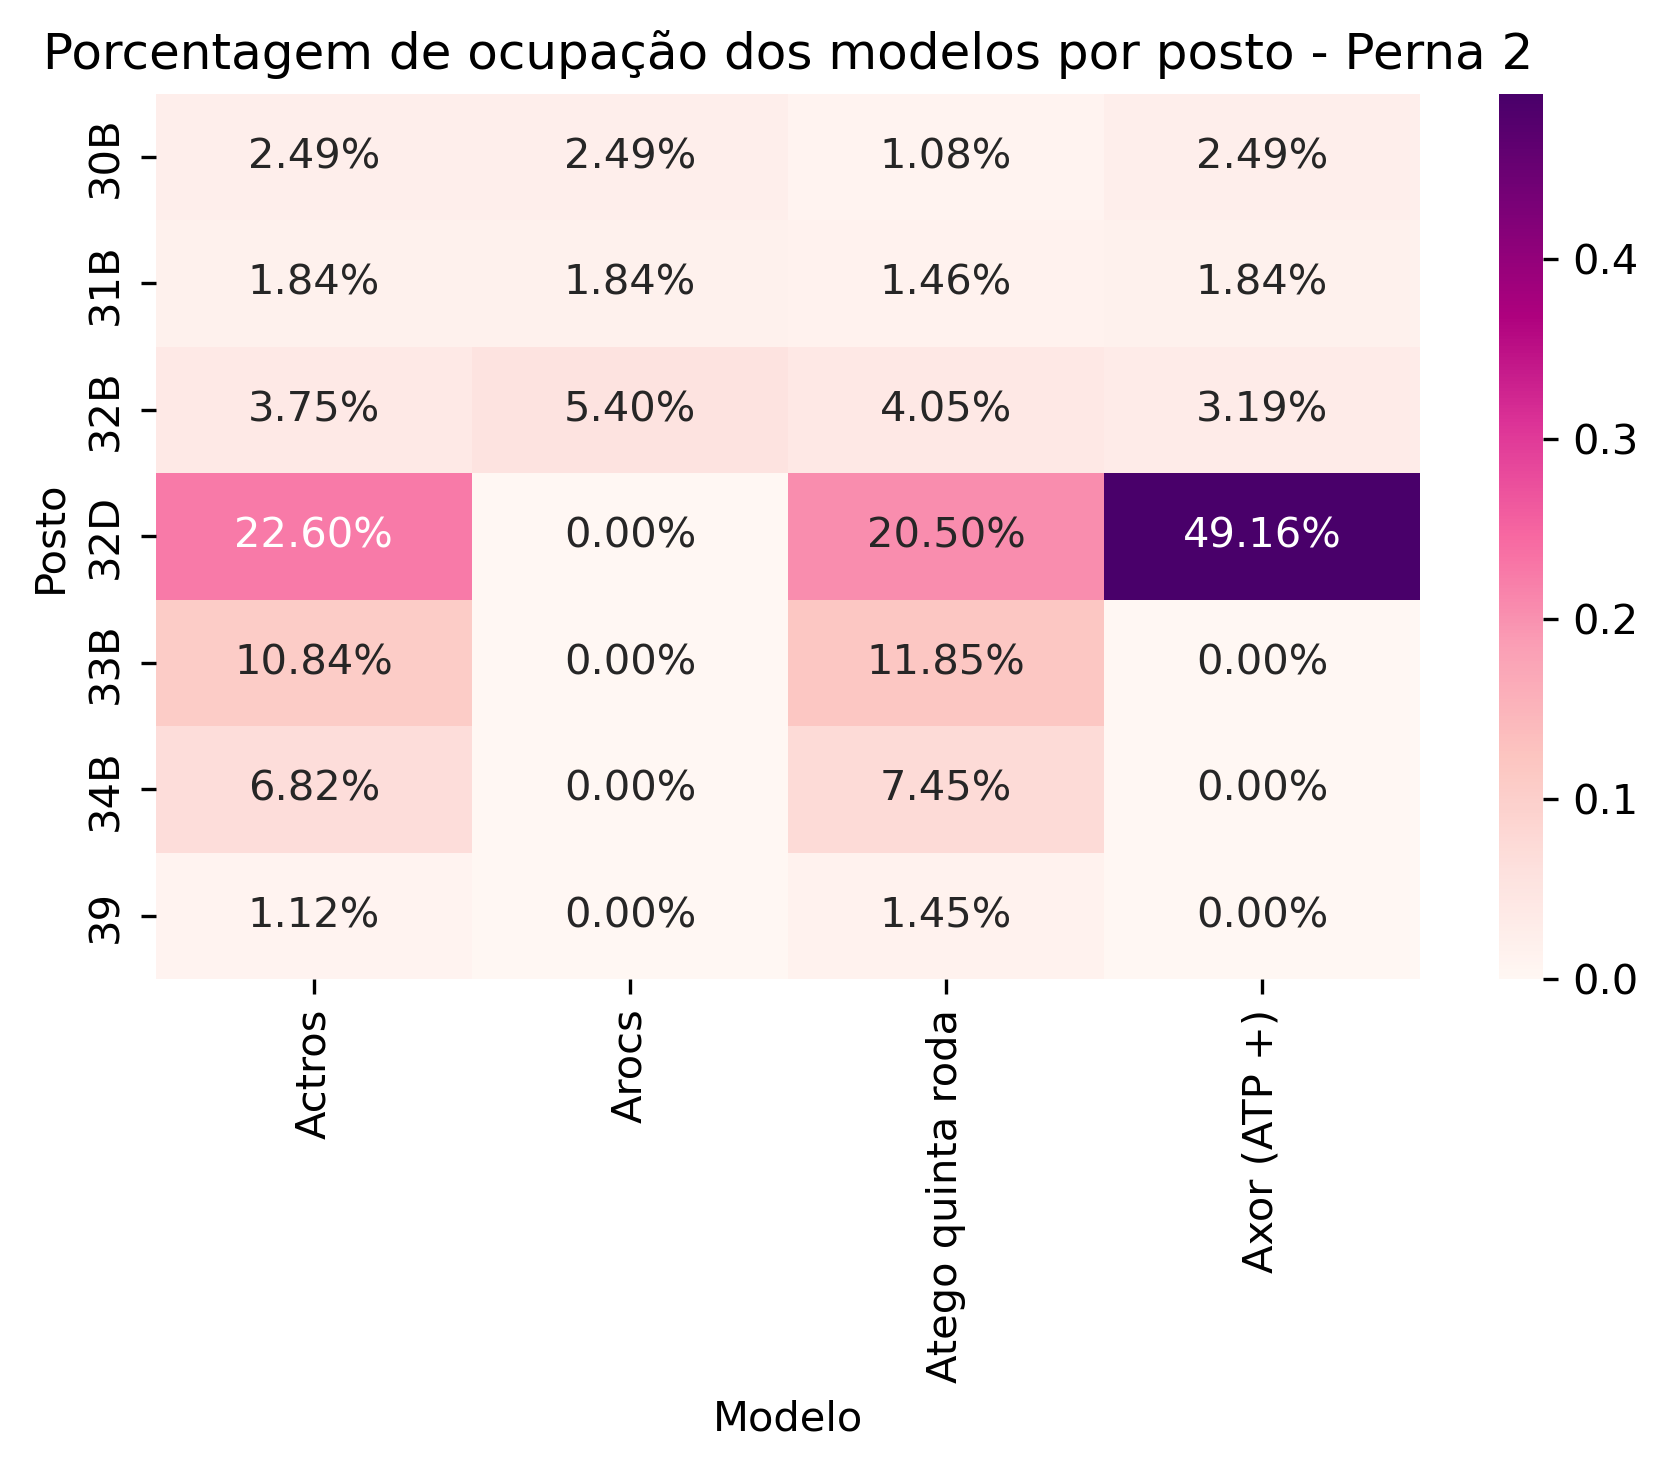 Porcentagem de ocupação dos modelos por posto - Perna 2
30B 2.49% 2.49% 1.08% 2.49%
31B 1.84% 1.84% 1.46% 1.84%
32B 3.75% 5.40% 4.05% 3.19%
32D 22.60% 0.00% 20.50% 49.16%
33B 10.84% 0.00% 11.85% 0.00%
34B 6.82% 0.00% 7.45% 0.00%
39 1.12% 0.00% 1.45% 0.00%
Posto
Actros
Arocs
Atego quinta roda
Axor (ATP +)
Modelo
0.4
0.3
0.2
0.1
0.0